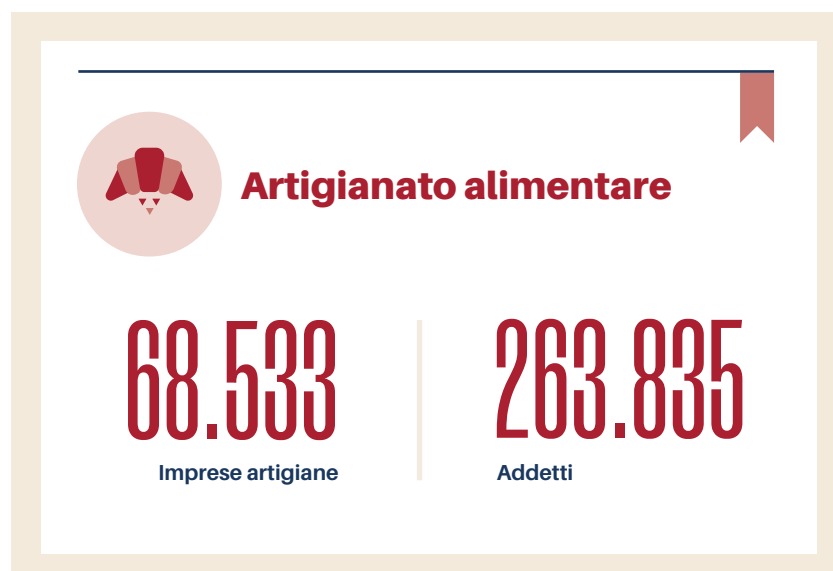 Artigianato alimentare
68.533
Imprese artigiane
263.835
Addetti